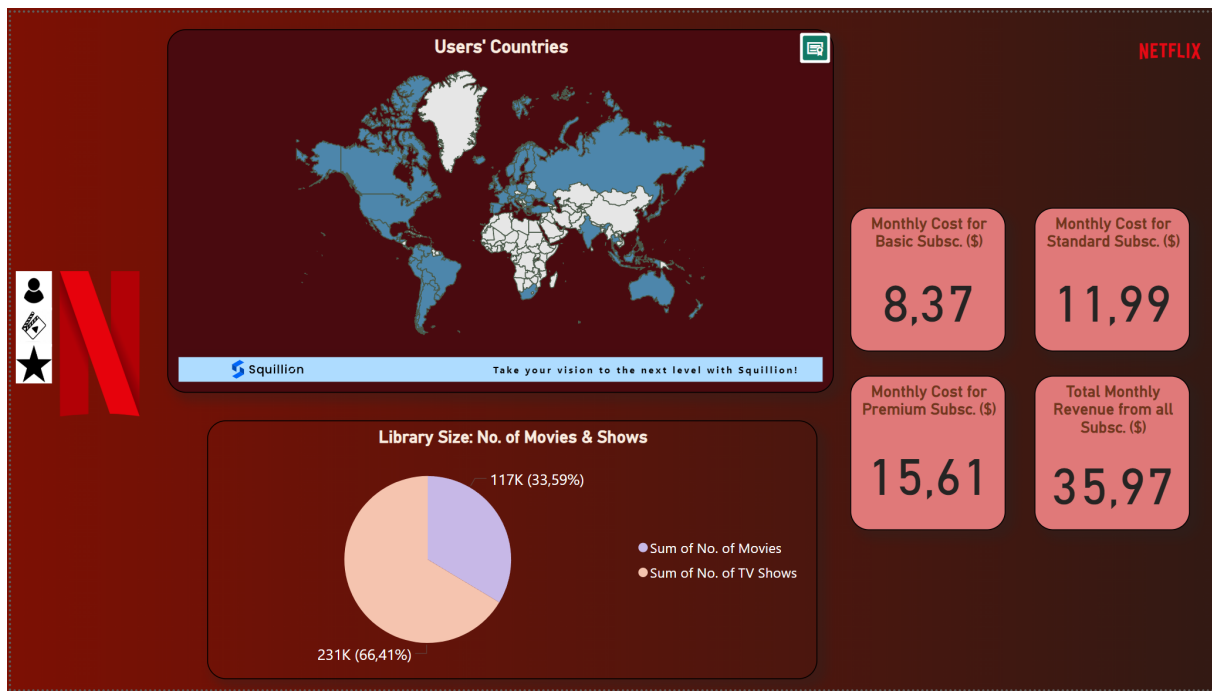 Users' Countries
NETFLIX
Squillion
Take your vision to the next level with Squillion!
Monthly Cost for
Basic Subsc. ($)
8,37
Monthly Cost for
Standard Subsc. ($)
11,99
Monthly Cost for
Premium Subsc. ($)
15,61
Total Monthly
Revenue from all
Subsc. ($)
35,97
Library Size: No. of Movies & Shows
117K (33,59%)
Sum of No. of Movies
Sum of No. of TV Shows
231K (66,41%)